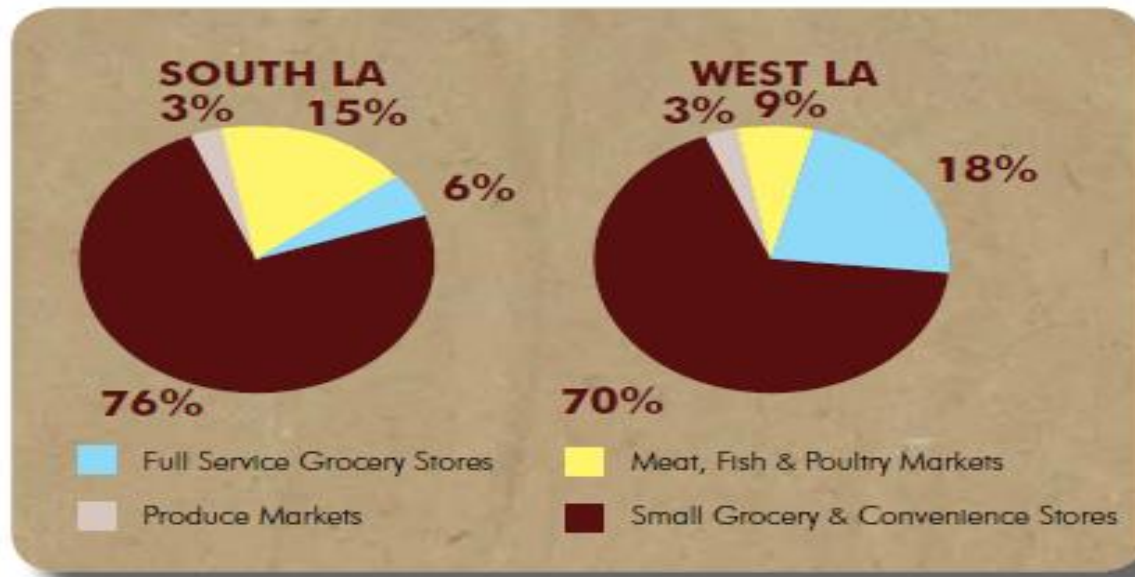 SOUTH LA
3% 15%
6%
76%
WEST LA
3% 9%
18%
70%
Full Service Grocery Stores
Meat, Fish & Poultry Markets
Produce Markets
Small Grocery & Convenience Stores